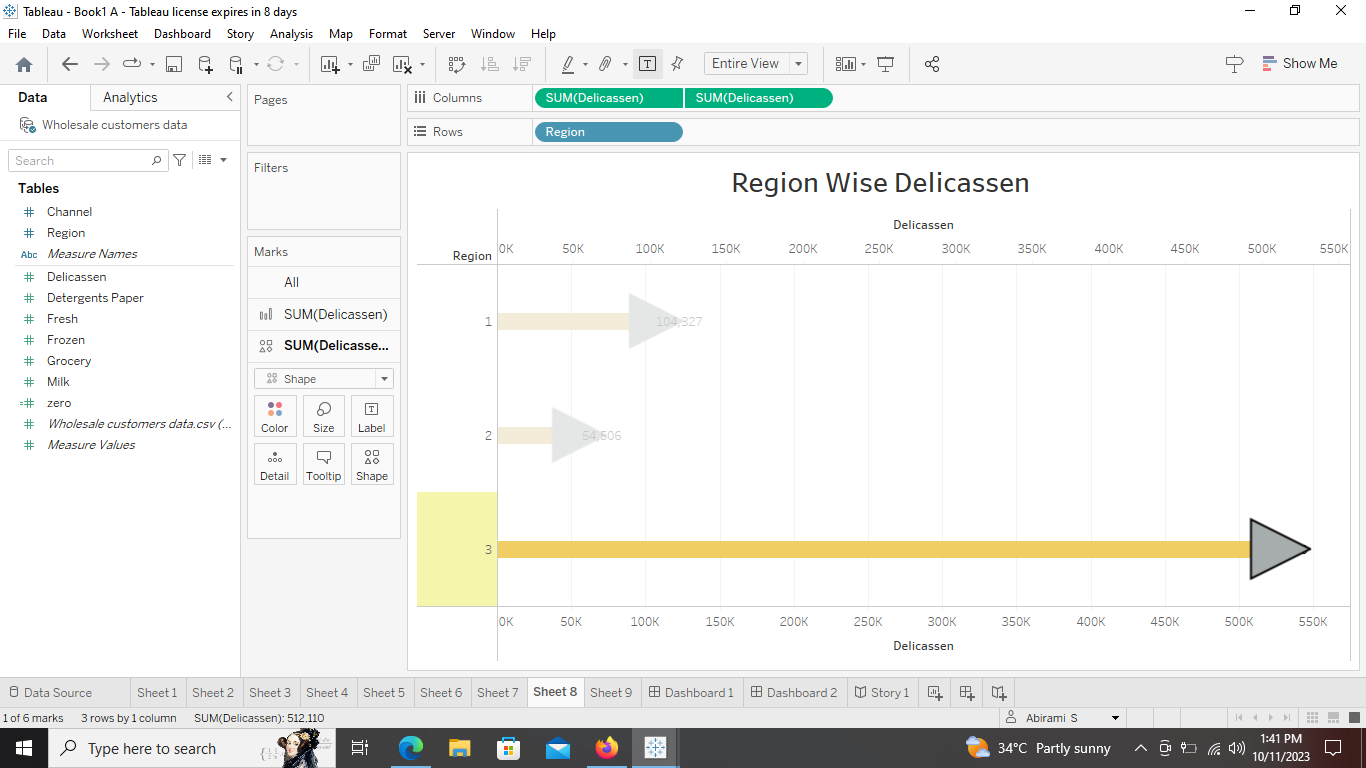 Tableau - Book1 A - Tableau license expires in 8 days
File Data Worksheet Dashboard Story Analysis Map Format Server Window Help
Entire View
Show Me
Data Analytics
Wholesale customers data
Search
Tables
Channel
Region
Abc Measure Names
Delicassen
Detergents Paper
Fresh
Frozen
Grocery
Milk
zero
Wholesale customers data.csv (...
Measure Values
Pages
Filters
Marks
All
SUM(Delicassen)
SUM(Delicasse...
Shape
Color Size Label
Detail Tooltip Shape
Columns SUM(Delicassen) SUM(Delicassen)
Rows Region
Region Wise Delicassen
Delicassen
0K 50K 100K 150K 200K 250K 300K 350K 400K 450K 500K 550K
Region
1 104,327
2 54,606
3
0K 50K 100K 150K 200K 250K 300K 350K 400K 450K 500K 550K
Delicassen
Data Source Sheet 1 Sheet 2 Sheet 3 Sheet 4 Sheet 5 Sheet 6 Sheet 7 Sheet 8 Sheet 9 Dashboard 1 Dashboard 2 Story 1
1 of 6 marks 3 rows by 1 column SUM(Delicassen): 512,110 Abirami S
Type here to search
34°C Partly sunny
1:41 PM
10/11/2023